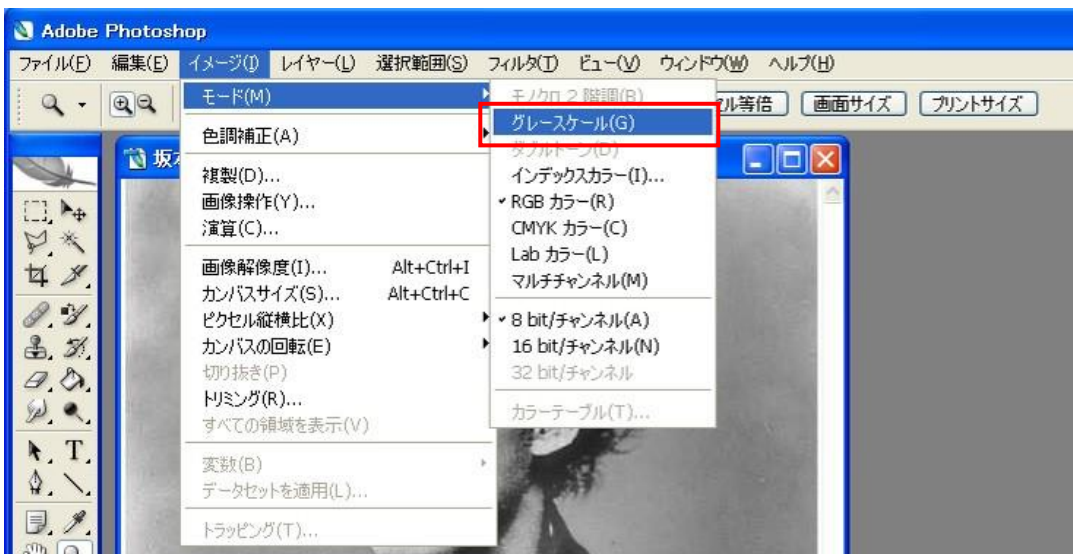 Adobe Photoshop
ファイル(F) 編集(E) イメージ(I) レイヤー(L) 選択範囲(S) フィルタ(T) ビュー(V) ウィンドウ(W) ヘルプ(H)
ル等倍 画面サイズ プリントサイズ
モード(M)
色調補正(A)
複製(D)...
画像操作(Y)...
演算(C)...
画像解像度(I)... Alt+Ctrl+I
カンバスサイズ(S)... Alt+Ctrl+C
ピクセル縦横比(X)
カンバスの回転(E)
切り抜き(P)
トリミング(R)...
すべての領域を表示(V)
変数(B)
データセットを適用(L)...
トラッピング(T)...
モノクロ 2 階調(B)
グレースケール(G)
ダブルトーン(D)
インデックスカラー(I)...
RGB カラー(R)
CMYK カラー(C)
Lab カラー(L)
マルチチャンネル(M)
8 bit/チャンネル(A)
16 bit/チャンネル(N)
32 bit/チャンネル
カラーテーブル(T)...
坂本